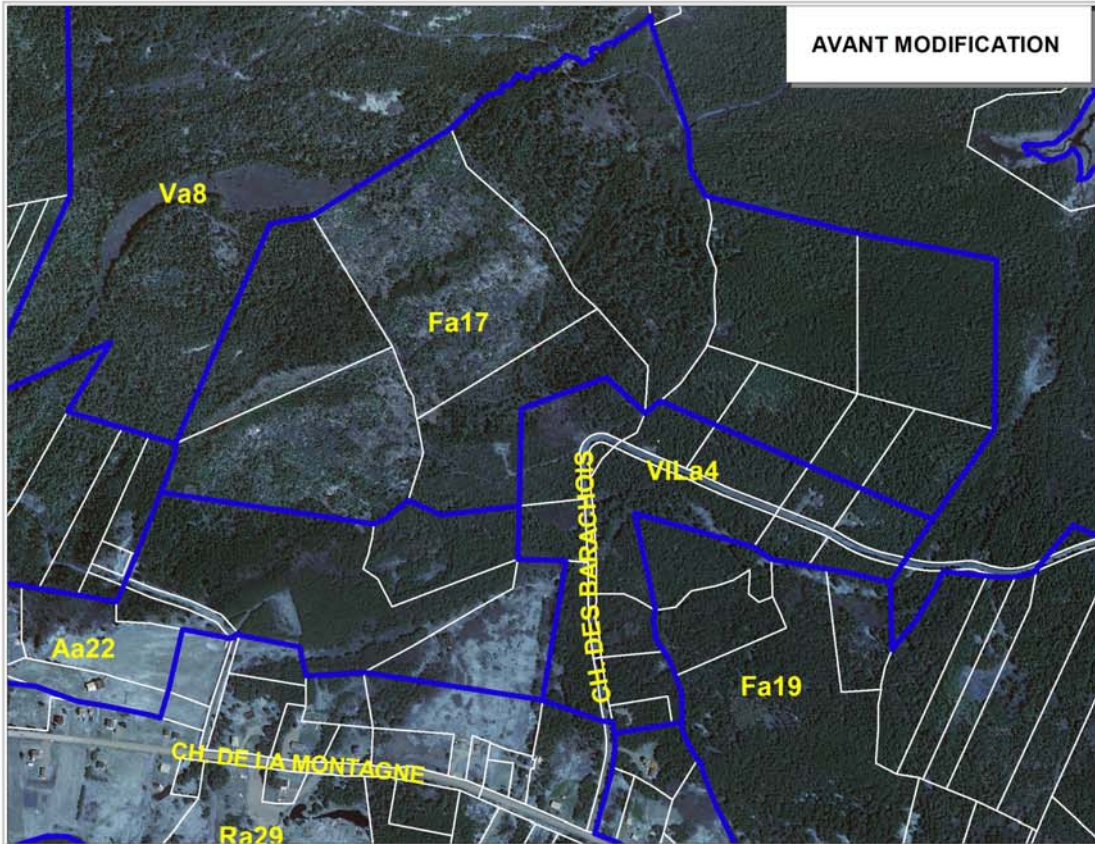 AVANT MODIFICATION
Va8
Fa17
VILa4
CH. DES BARACHOIS
Aa22
Fa19
CH. DE LA MONTAGNE
Ra29